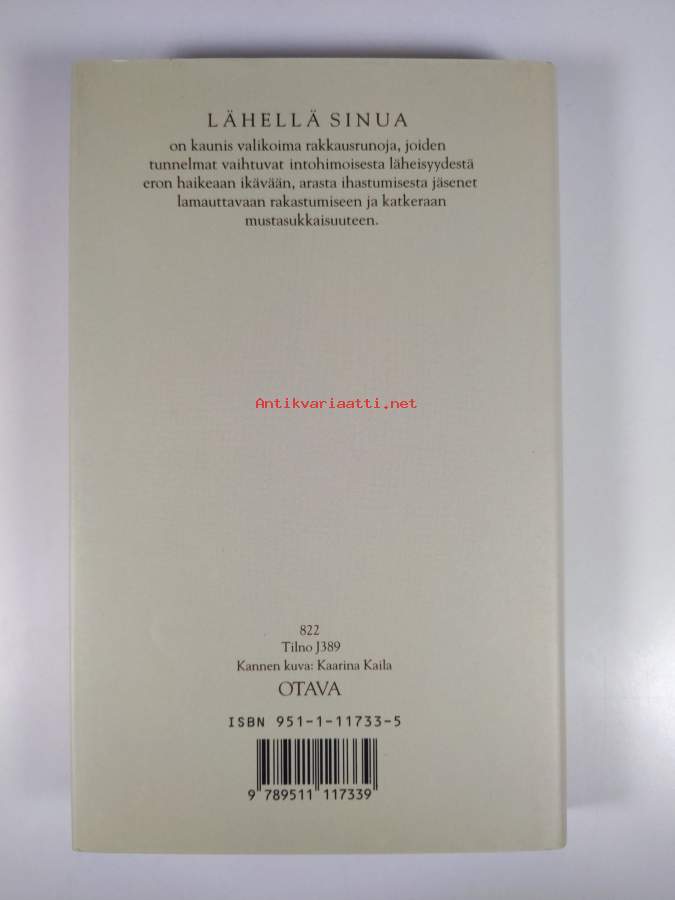 LÄHELLÄ SINUA
on kaunis valikoima rakkausrunoja, joiden
tunnelmat vaihtuvat intohimoisesta läheisyydestä
eron haikeaan ikävään, arasta ihastumisesta jäsenet
lamauttavaan rakastumiseen ja katkeraan
mustasukkaisuuteen.
Antikvariaatti.net
822
Tilno J389
Kannen kuva: Kaarina Kaila
OTAVA
ISBN 951-1-11733-5
9 789511 117339